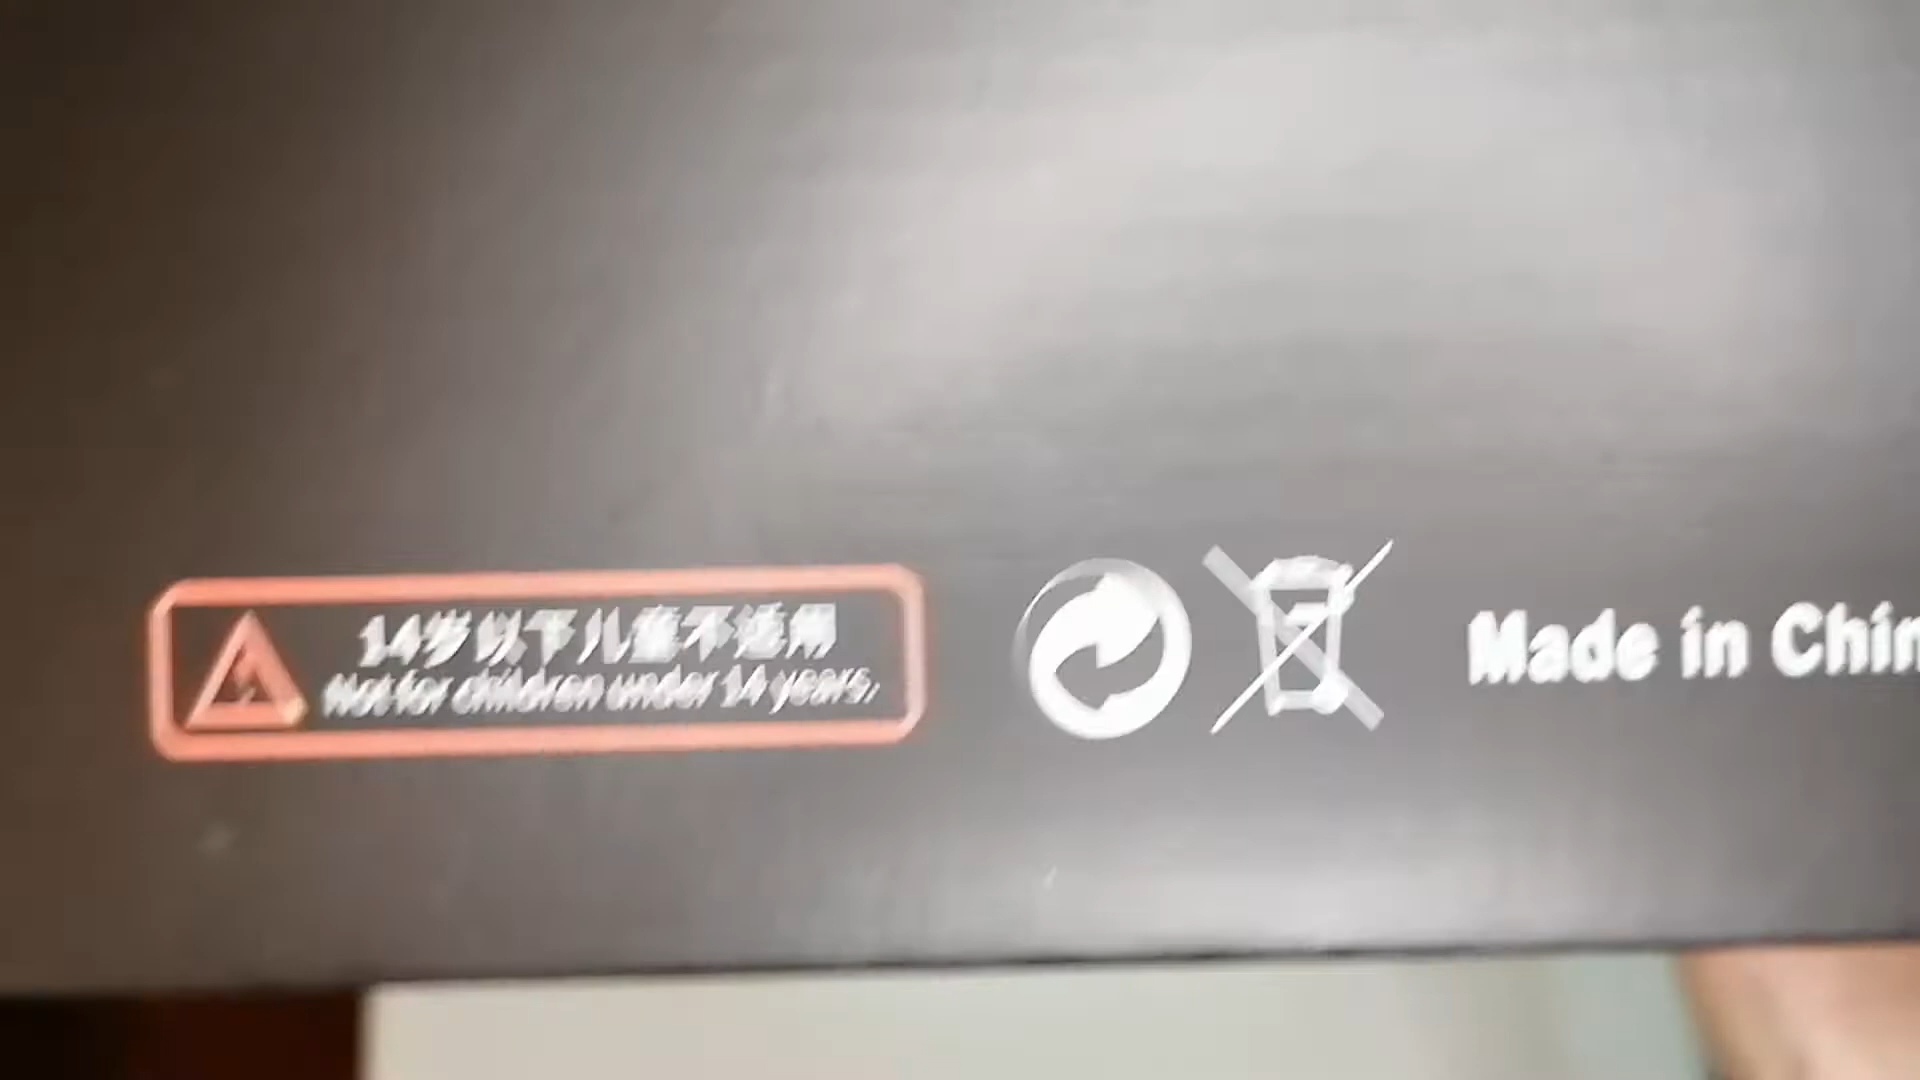 14岁以下儿童不适用
Not for children under 14 years.
Made in Chin